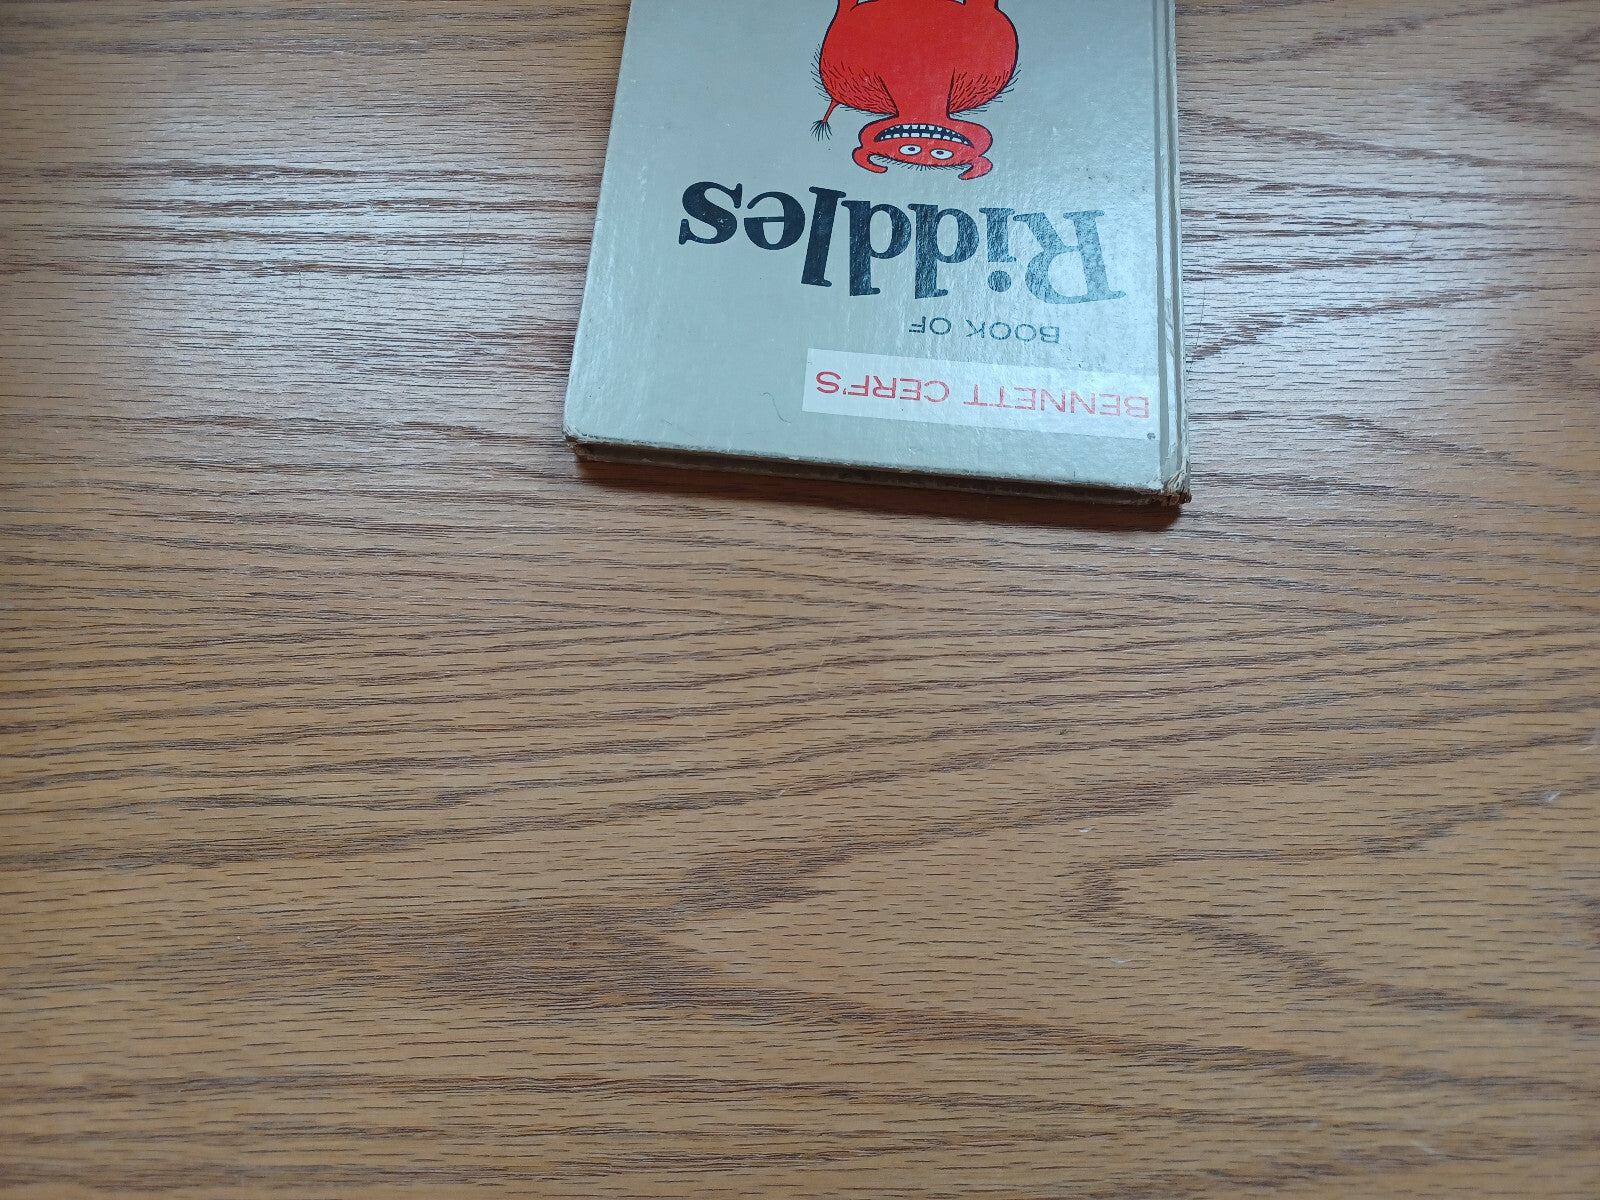 BENNETT CERF'S
BOOK OF
Riddles